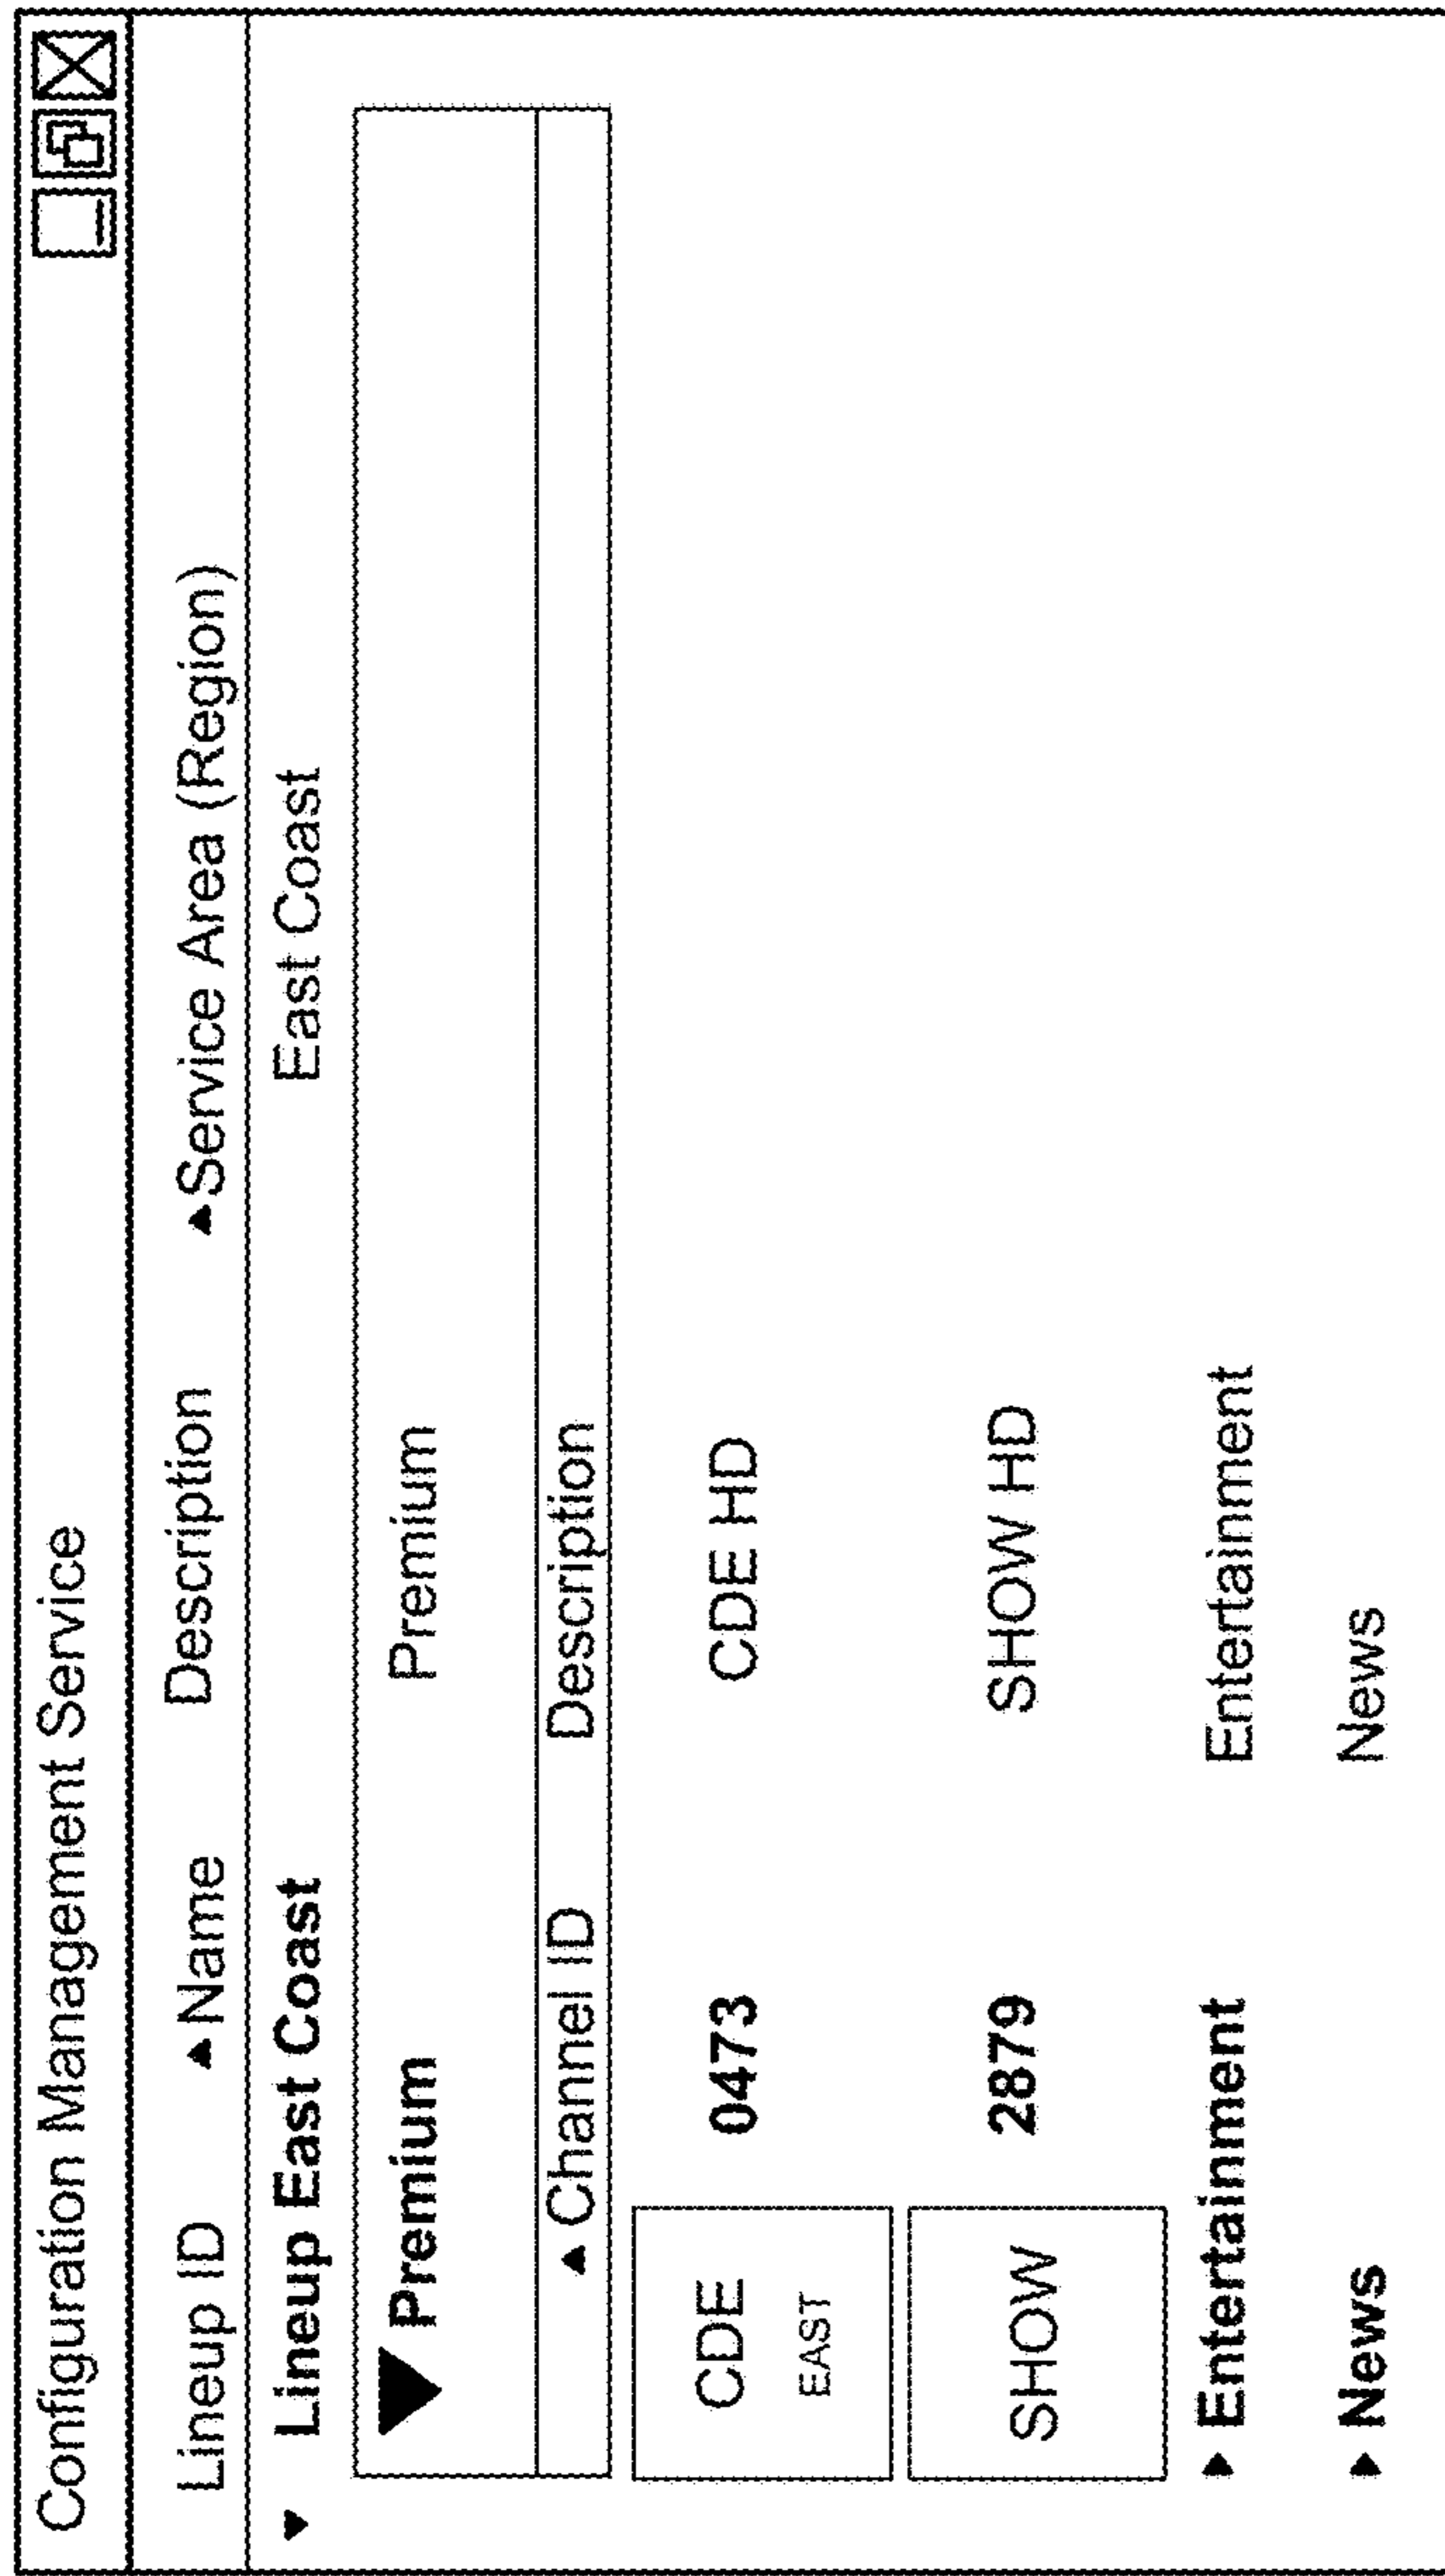 Configuration Management Service
Lineup ID ▲Name Description ▲Service Area (Region)
▼ Lineup East Coast East Coast
▼ Premium Premium
▲ Channel ID Description
CDE EAST 0473 CDE HD
SHOW 2879 SHOW HD
▶ Entertainment Entertainment
▶ News News